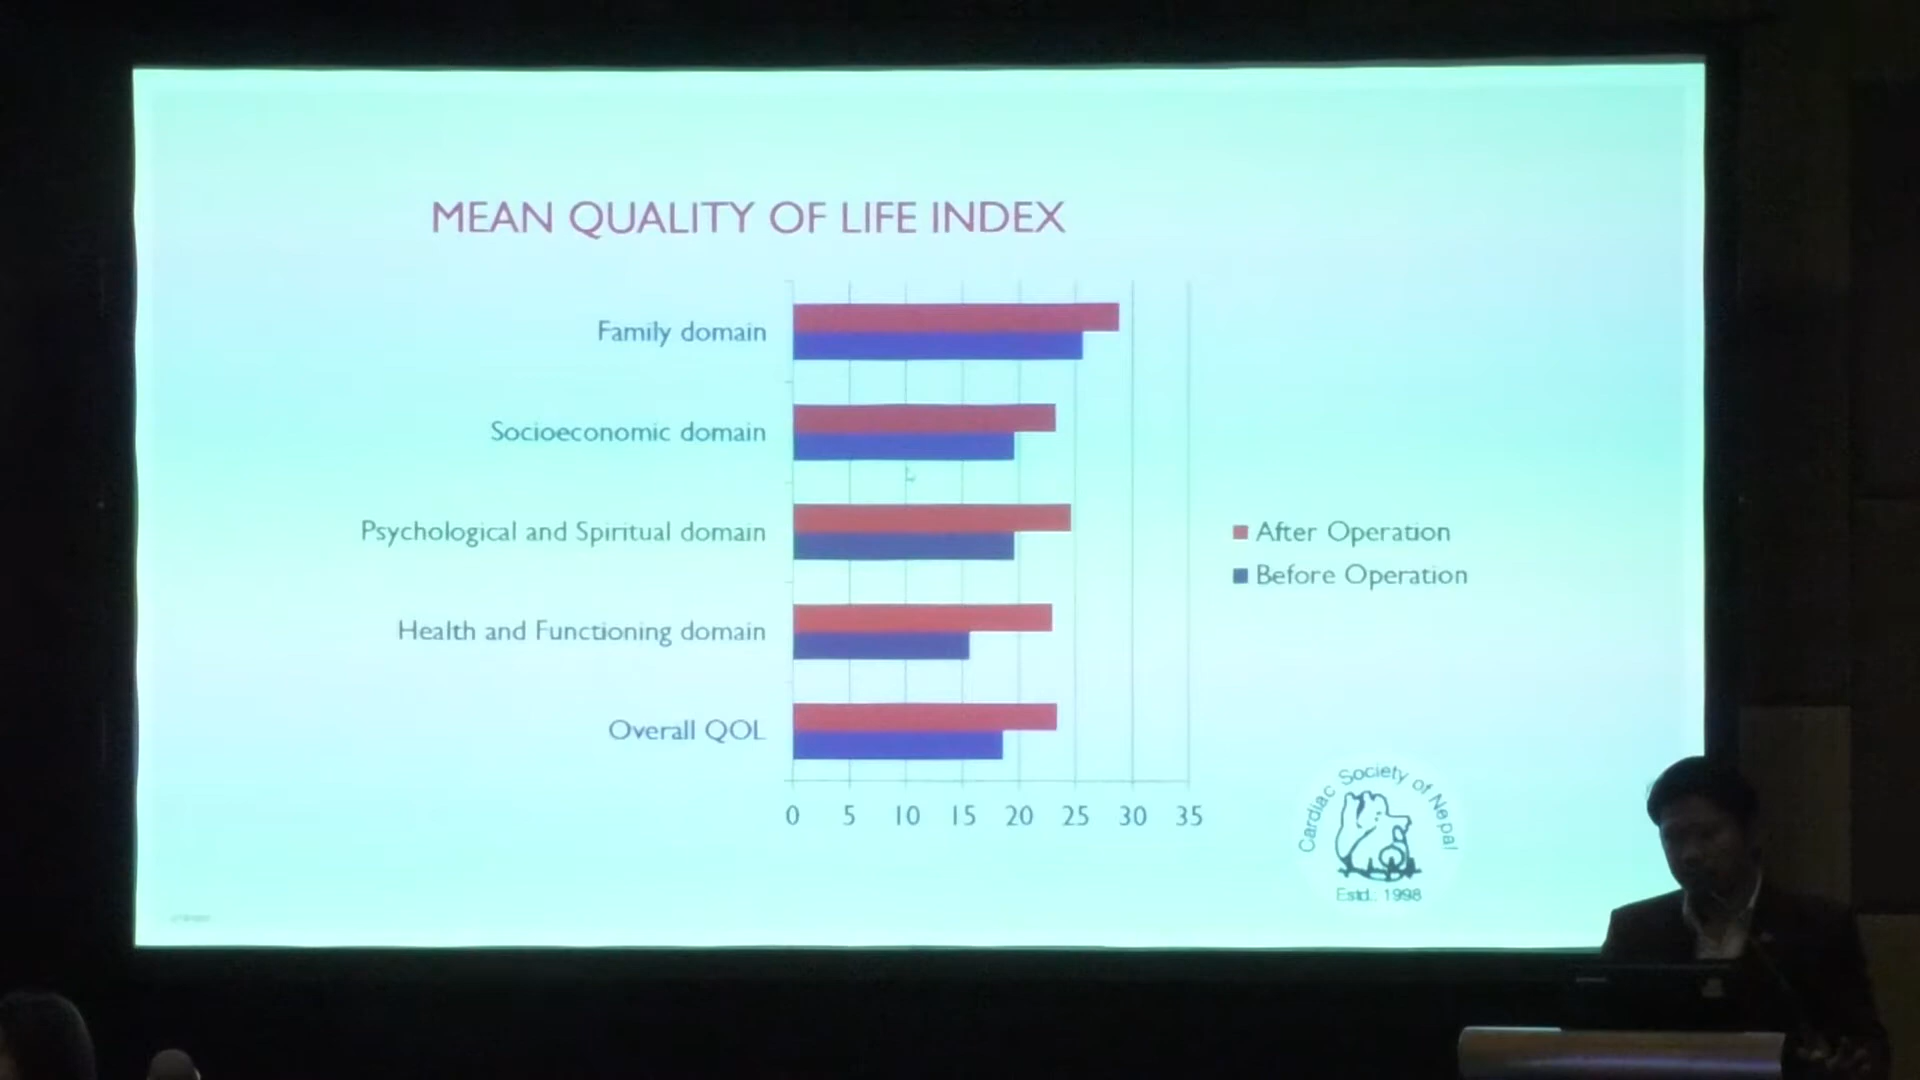 MEAN QUALITY OF LIFE INDEX
Family domain
Socioeconomic domain
Psychological and Spiritual domain
Health and Functioning domain
Overall QOL
0 5 10 15 20 25 30 35
After Operation
Before Operation
Cardiac Society of Nepal
Estd.: 1998